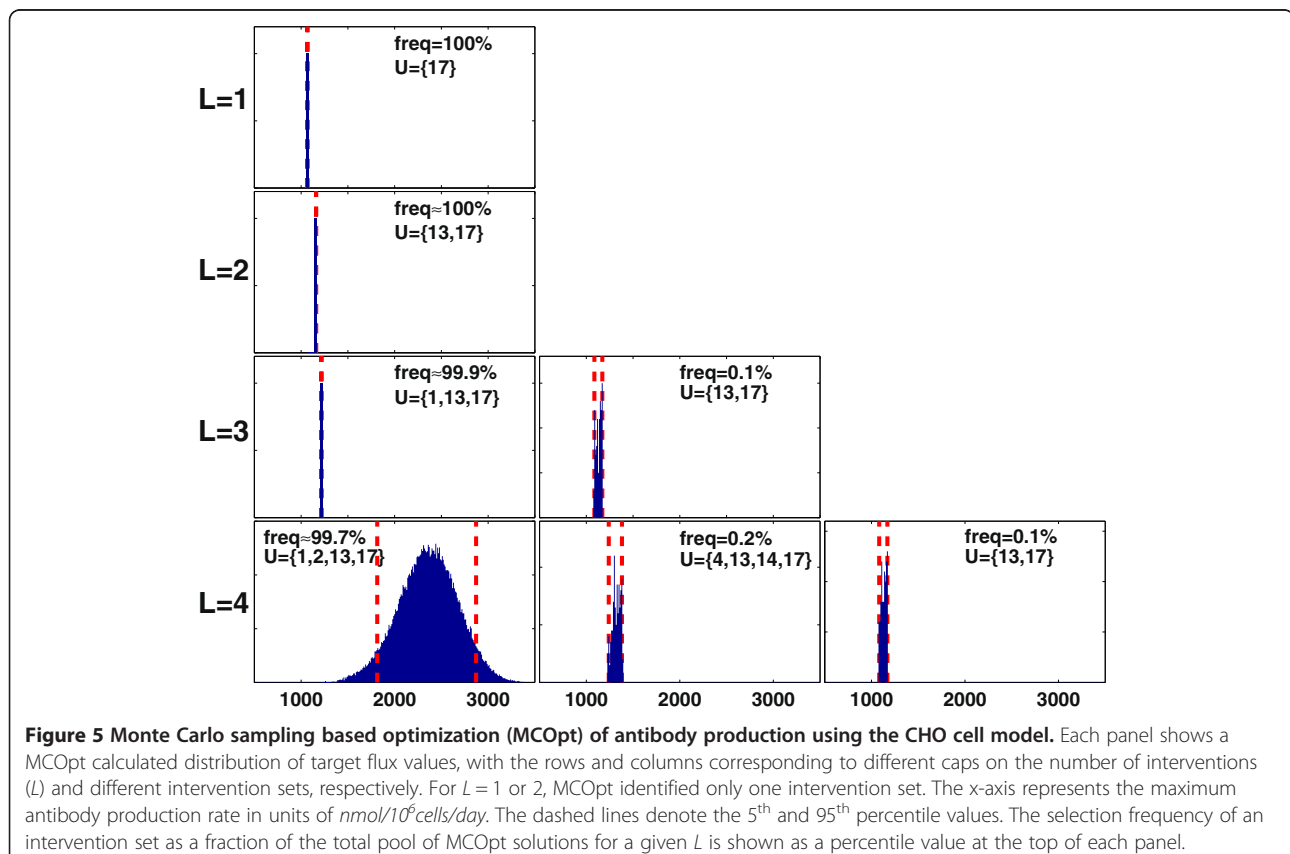 freq=100%
U={17}
L=1
freq≈100%
U={13,17}
L=2
freq≈99.9%
U={1,13,17}
freq=0.1%
U={13,17}
L=3
freq≈99.7%
U={1,2,13,17}
freq=0.2%
U={4,13,14,17}
freq=0.1%
U={13,17}
L=4
1000 2000 3000 1000 2000 3000 1000 2000 3000
Figure 5 Monte Carlo sampling based optimization (MCOpt) of antibody production using the CHO cell model. Each panel shows a
MCOpt calculated distribution of target flux values, with the rows and columns corresponding to different caps on the number of interventions
(L) and different intervention sets, respectively. For L = 1 or 2, MCOpt identified only one intervention set. The x-axis represents the maximum
antibody production rate in units of nmol/10⁶cells/day. The dashed lines denote the 5th and 95th percentile values. The selection frequency of an
intervention set as a fraction of the total pool of MCOpt solutions for a given L is shown as a percentile value at the top of each panel.